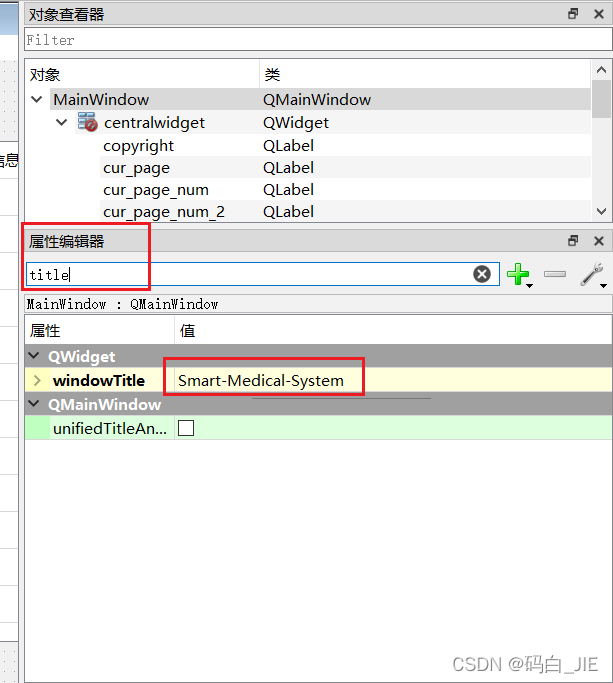 对象查看器
Filter
对象 类
MainWindow QMainWindow
centralwidget QWidget
copyright QLabel
信息
cur_page QLabel
cur_page_num QLabel
cur_page_num_2 QLabel
属性编辑器
title
MainWindow : QMainWindow
属性 值
QWidget
windowTitle Smart-Medical-System
QMainWindow
unifiedTitleAn...
CSDN @码白_JIE